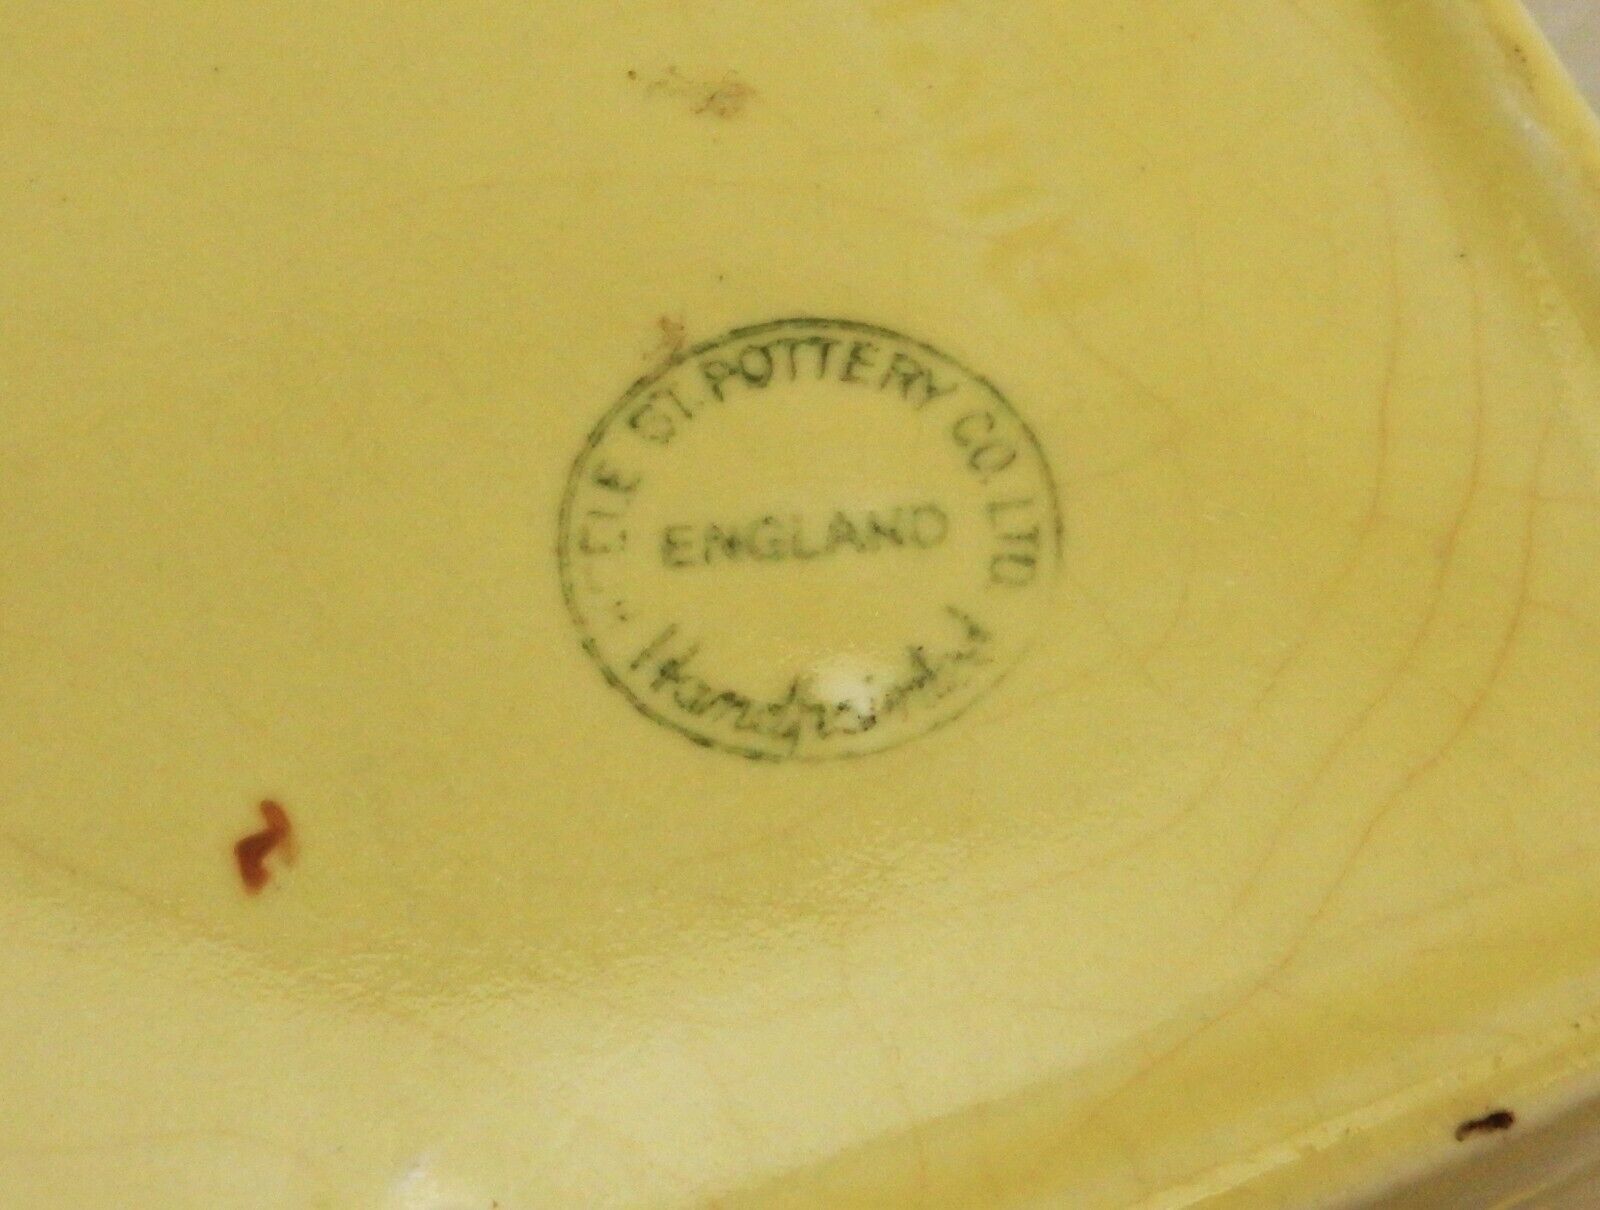 ST. POTTERY CO. LTD.
ENGLAND
Handpainted